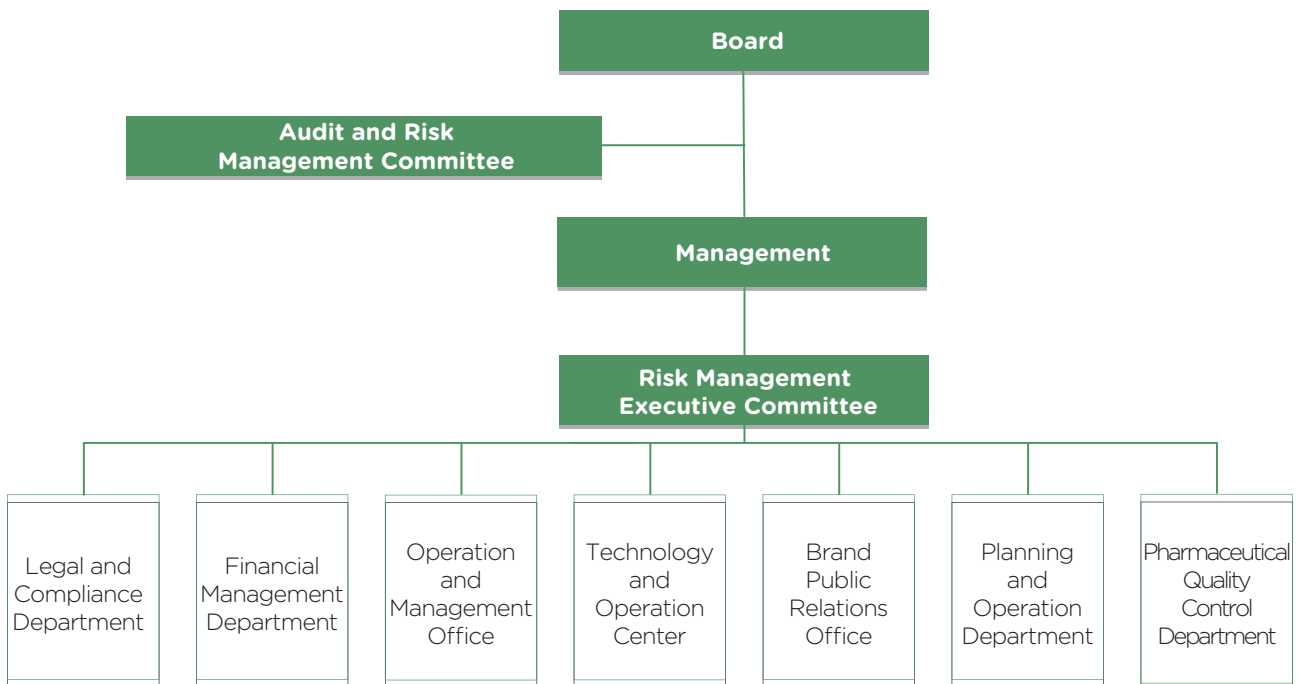 Board
Audit and Risk
Management Committee
Management
Risk Management
Executive Committee
Legal and
Compliance
Department
Financial
Management
Department
Operation
and
Management
Office
Technology
and
Operation
Center
Brand
Public
Relations
Office
Planning
and
Operation
Department
Pharmaceutical
Quality
Control
Department